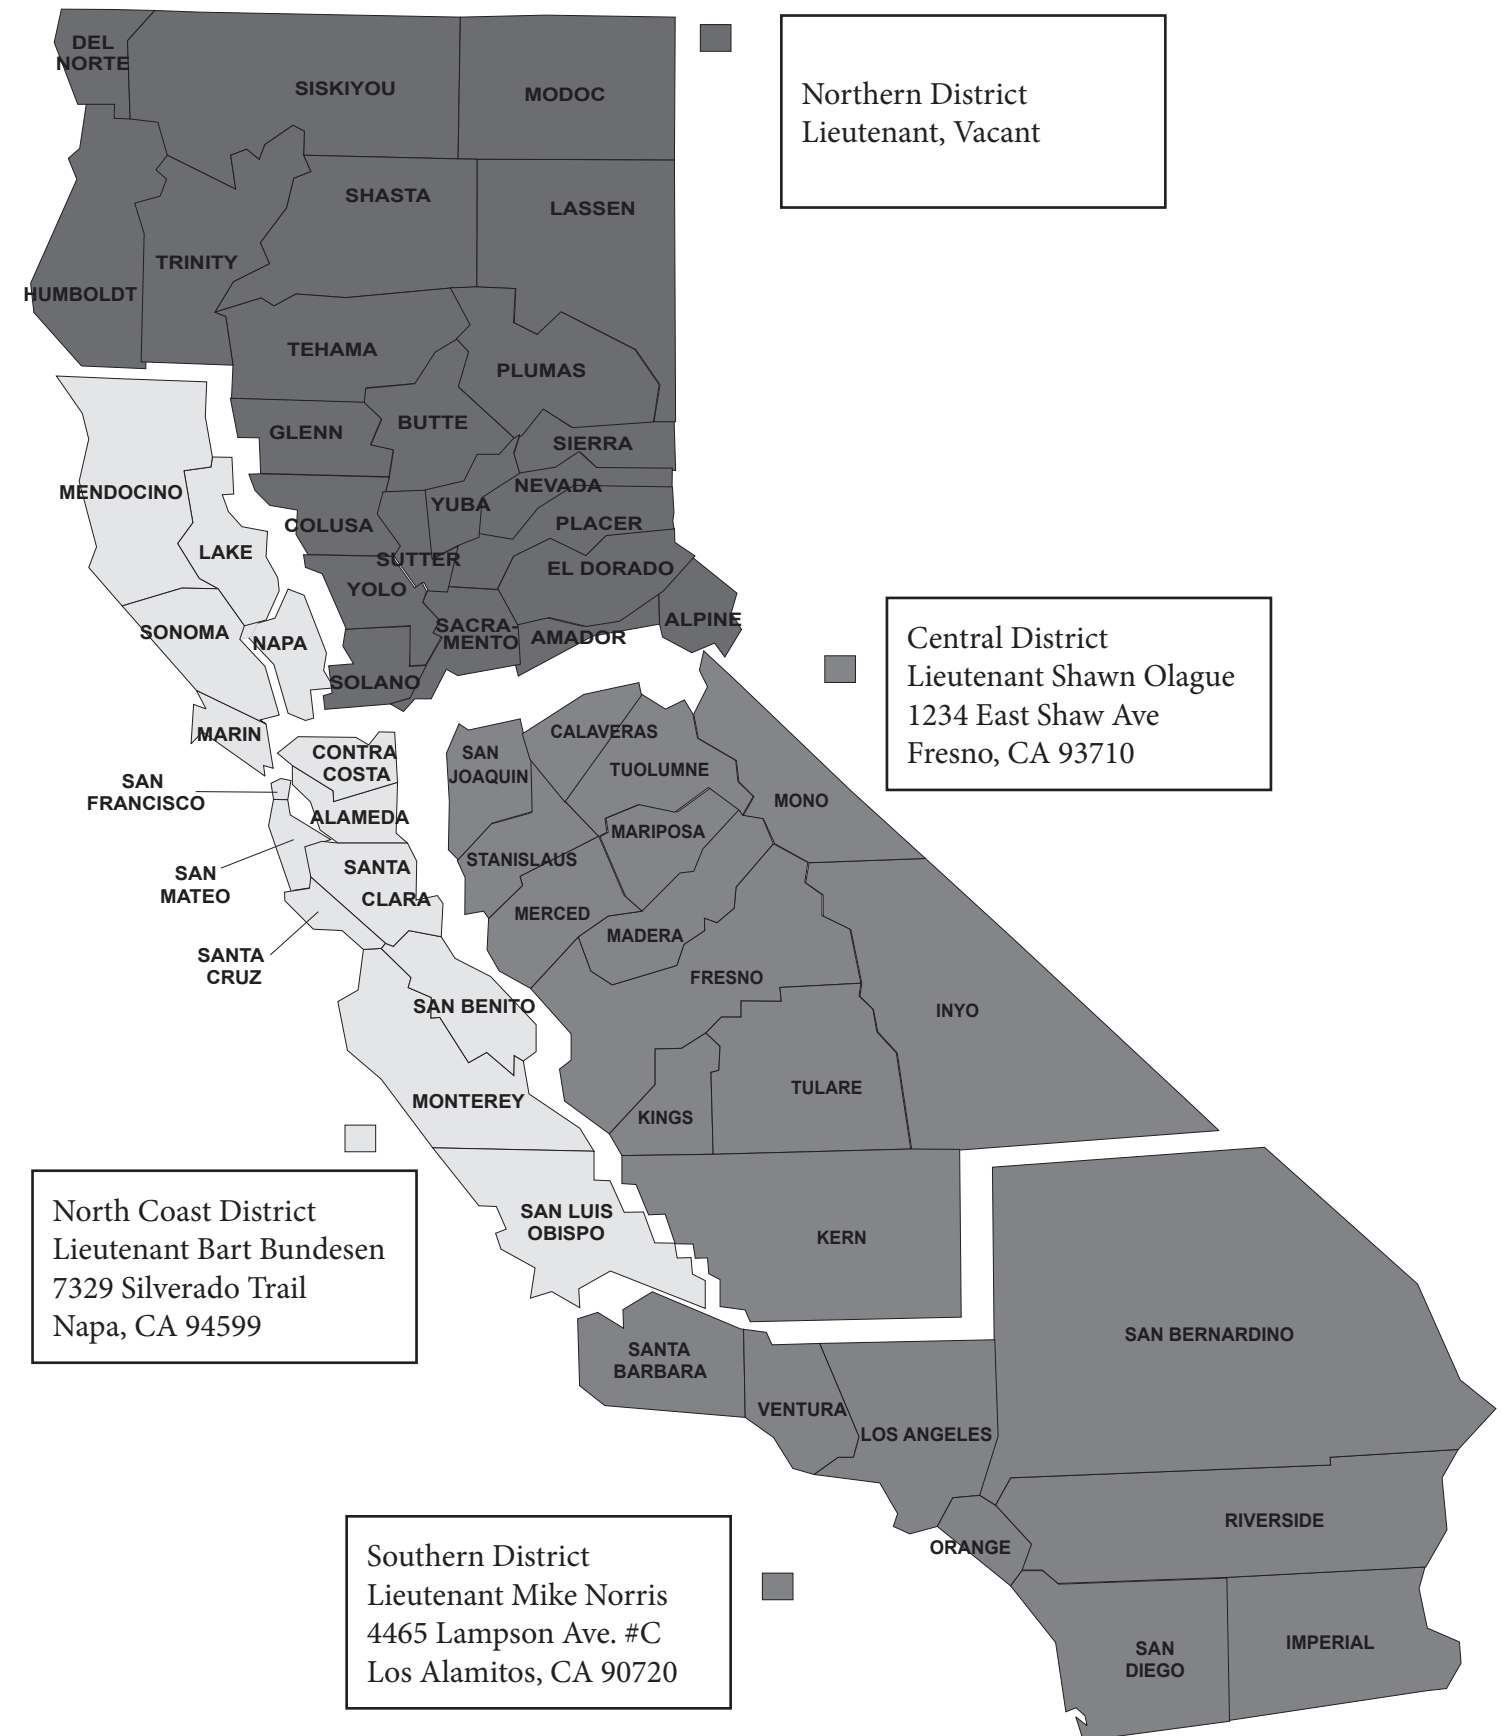 DEL
NORTE
SISKIYOU
MODOC
Northern District
Lieutenant, Vacant
SHASTA
LASSEN
TRINITY
HUMBOLDT
TEHAMA
PLUMAS
BUTTE
GLENN
SIERRA
MENDOCINO
NEVADA
YUBA
COLUSA
PLACER
LAKE
SUTTER
EL DORADO
YOLO
ALPINE
SACRA-
MENTO
AMADOR
SONOMA
NAPA
SOLANO
Central District
Lieutenant Shawn Olague
1234 East Shaw Ave
Fresno, CA 93710
MARIN
CONTRA
COSTA
SAN
JOAQUIN
CALAVERAS
TUOLUMNE
SAN
FRANCISCO
MONO
ALAMEDA
MARIPOSA
STANISLAUS
SAN
MATEO
SANTA
CLARA
MERCED
MADERA
SANTA
CRUZ
FRESNO
SAN BENITO
INYO
MONTEREY
KINGS
TULARE
North Coast District
Lieutenant Bart Bundesen
7329 Silverado Trail
Napa, CA 94599
SAN LUIS
OBISPO
KERN
SAN BERNARDINO
SANTA
BARBARA
VENTURA
LOS ANGELES
RIVERSIDE
ORANGE
Southern District
Lieutenant Mike Norris
4465 Lampson Ave. #C
Los Alamitos, CA 90720
SAN
DIEGO
IMPERIAL